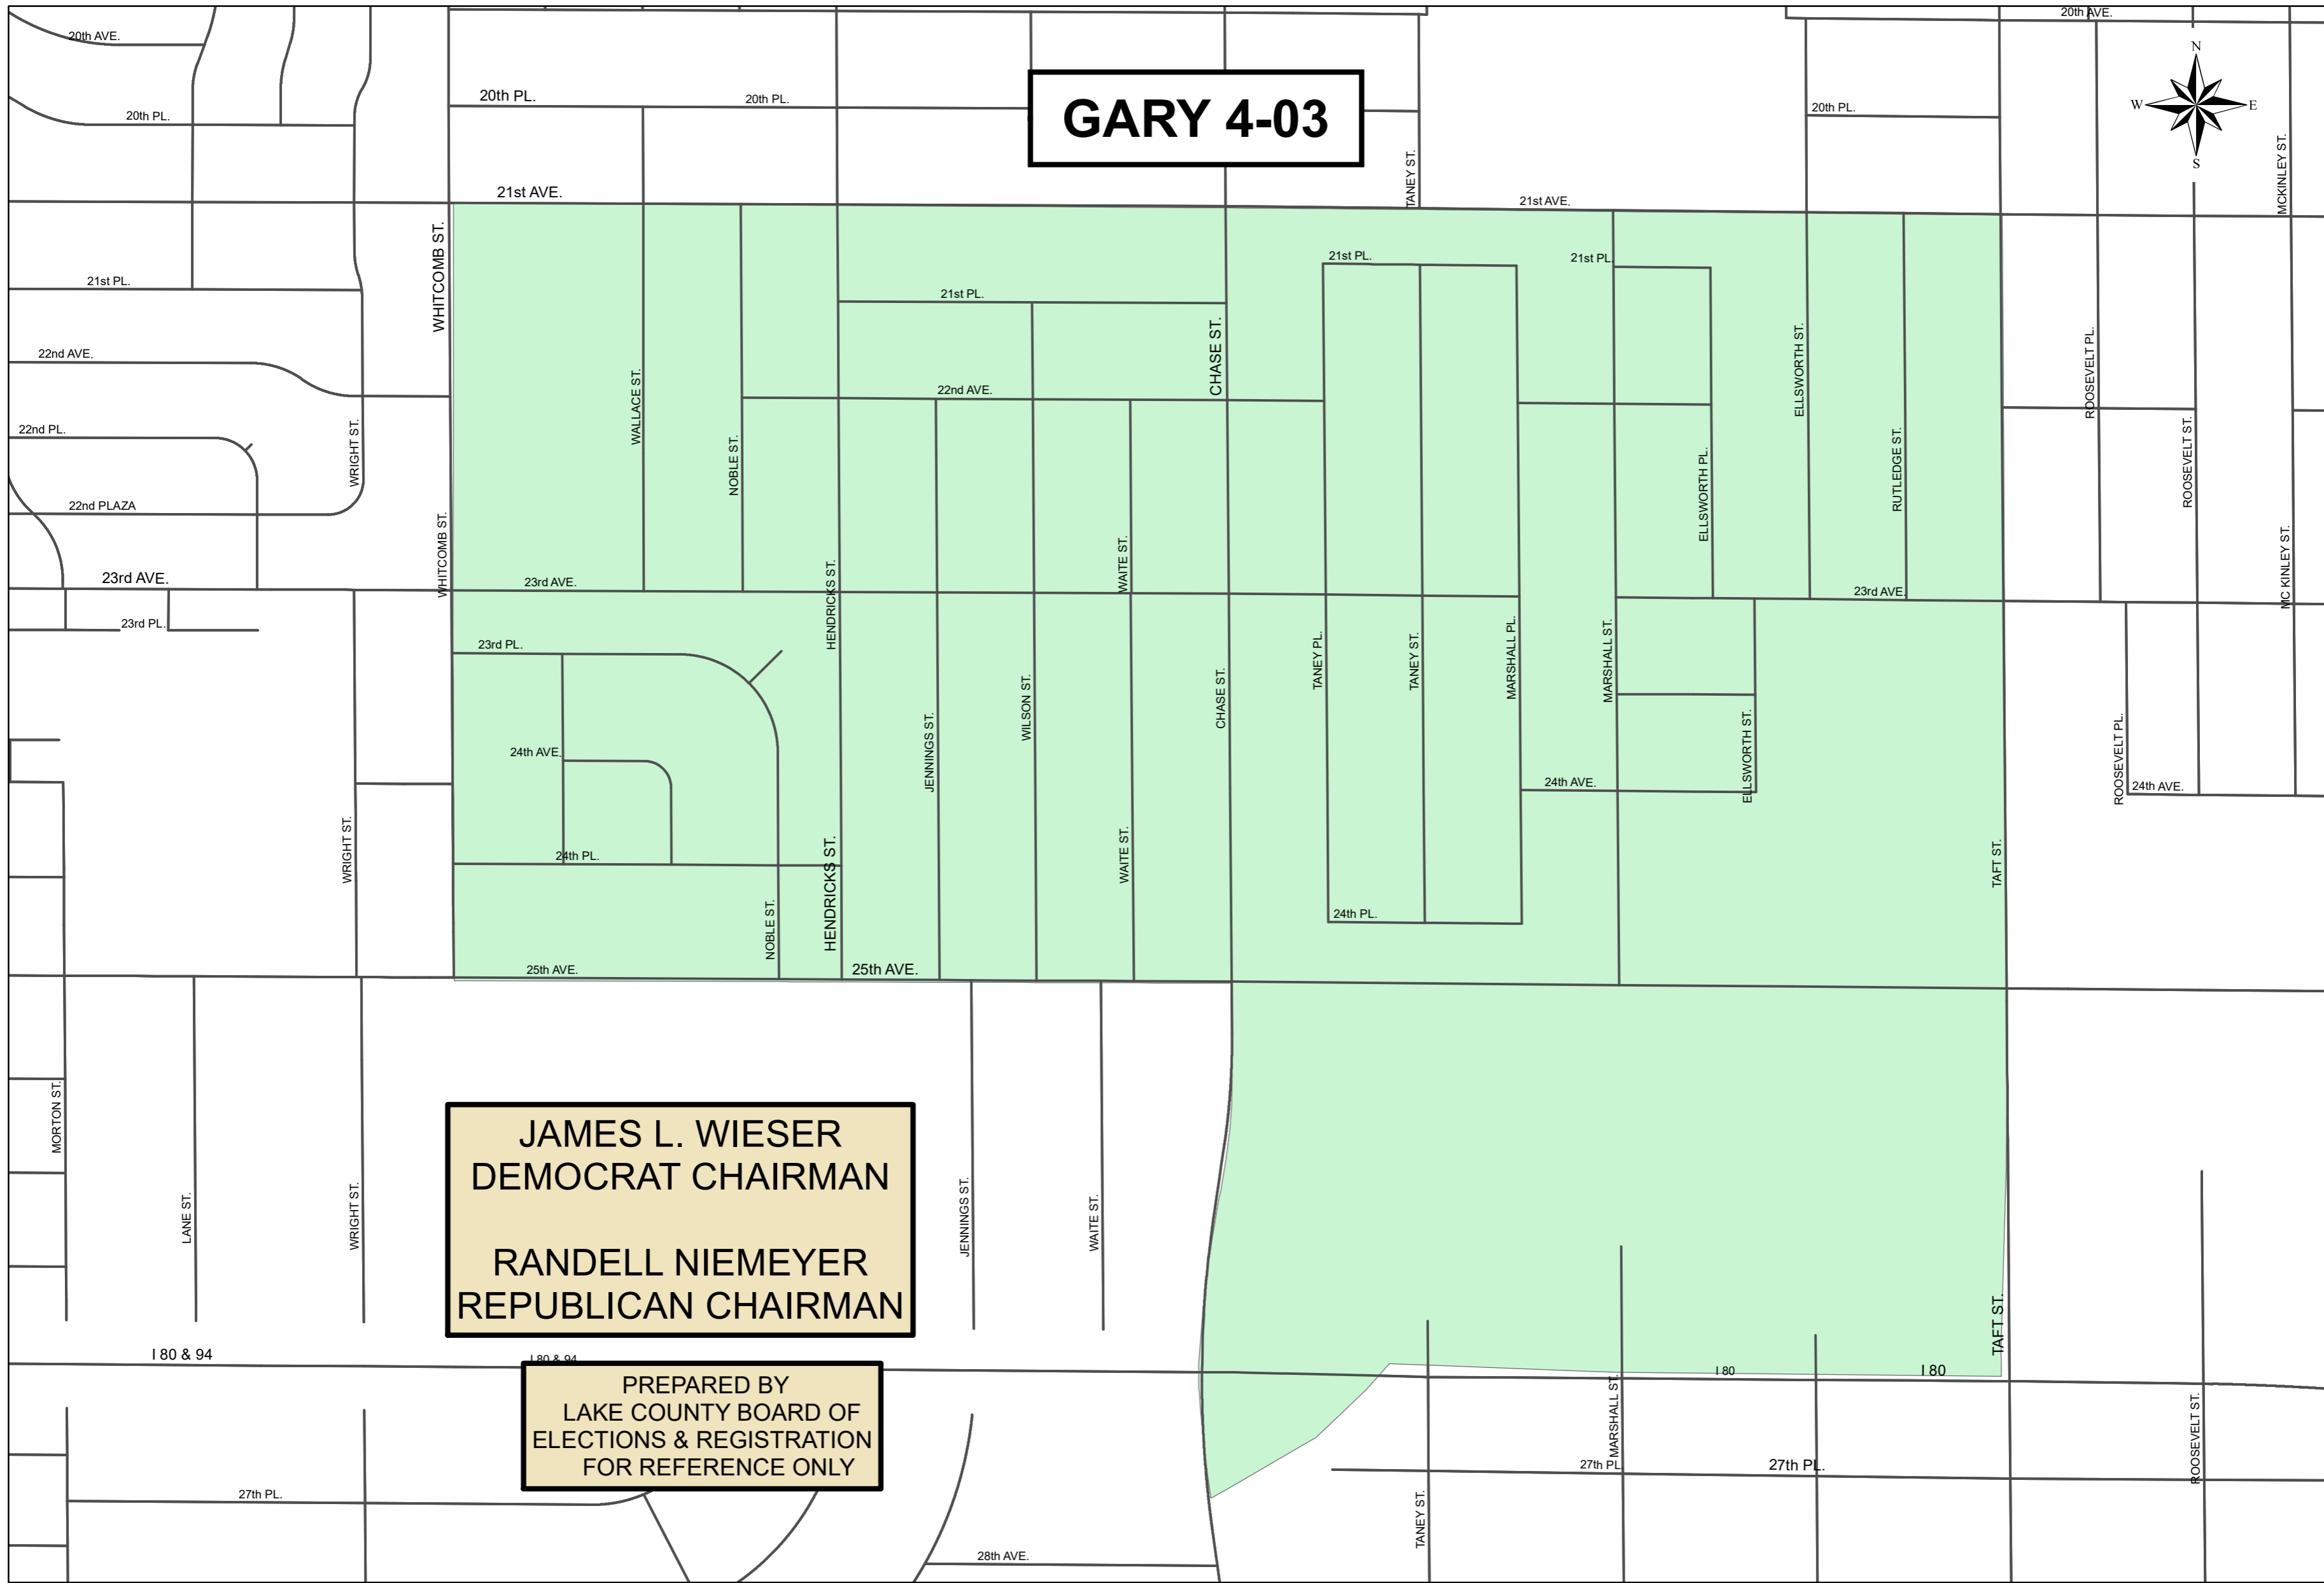 20th AVE.
20th AVE.
N
W
E
S
20th PL.
20th PL.
20th PL.
20th PL.
GARY 4-03
TANEY ST.
MCKINLEY ST.
21st AVE.
21st AVE.
WHITCOMB ST.
21st PL.
21st PL.
21st PL.
21st PL.
CHASE ST.
22nd AVE.
22nd AVE.
WALLACE ST.
ELLSWORTH ST.
ROOSEVELT PL.
22nd PL.
WRIGHT ST.
NOBLE ST.
ELLSWORTH PL.
RUTLEDGE ST.
ROOSEVELT ST.
22nd PLAZA
WHITCOMB ST.
WAITE ST.
MC KINLEY ST.
23rd AVE.
23rd AVE.
23rd AVE.
HENDRICKS ST.
23rd PL.
23rd PL.
TANEY PL.
TANEY ST.
MARSHALL PL.
MARSHALL ST.
CHASE ST.
WILSON ST.
JENNINGS ST.
24th AVE.
ELLSWORTH ST.
ROOSEVELT PL.
24th AVE.
24th AVE.
WRIGHT ST.
24th PL.
HENDRICKS ST.
WAITE ST.
TAFT ST.
NOBLE ST.
24th PL.
25th AVE.
25th AVE.
MORTON ST.
LANE ST.
WRIGHT ST.
JAMES L. WIESER
DEMOCRAT CHAIRMAN
RANDELL NIEMEYER
REPUBLICAN CHAIRMAN
JENNINGS ST.
WAITE ST.
TAFT ST.
I 80 & 94
I 80 & 94
I 80
I 80
PREPARED BY
LAKE COUNTY BOARD OF
ELECTIONS & REGISTRATION
FOR REFERENCE ONLY
MARSHALL ST.
ROOSEVELT ST.
27th PL.
27th PL.
27th PL.
TANEY ST.
28th AVE.